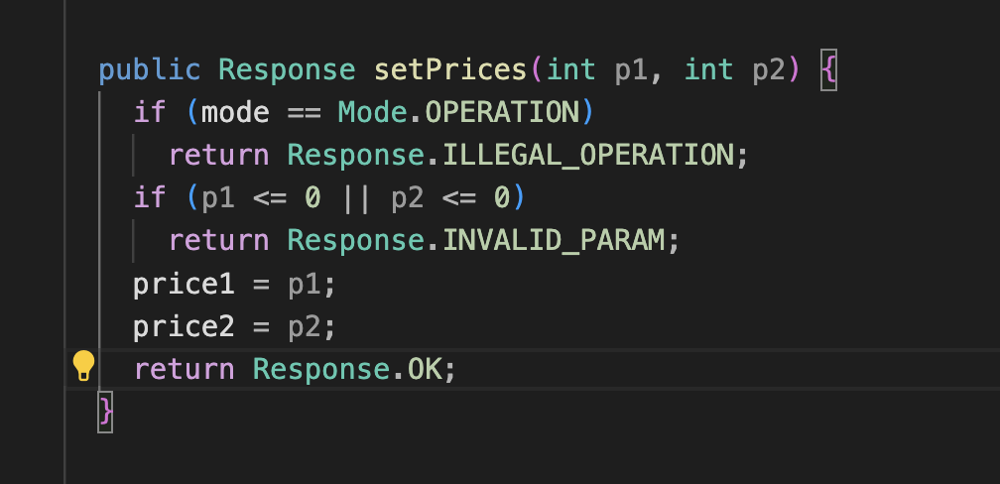 public Response setPrices(int p1, int p2) {
  if (mode == Mode.OPERATION)
    return Response.ILLEGAL_OPERATION;
  if (p1 <= 0 || p2 <= 0)
    return Response.INVALID_PARAM;
  price1 = p1;
  price2 = p2;
  return Response.OK;
}